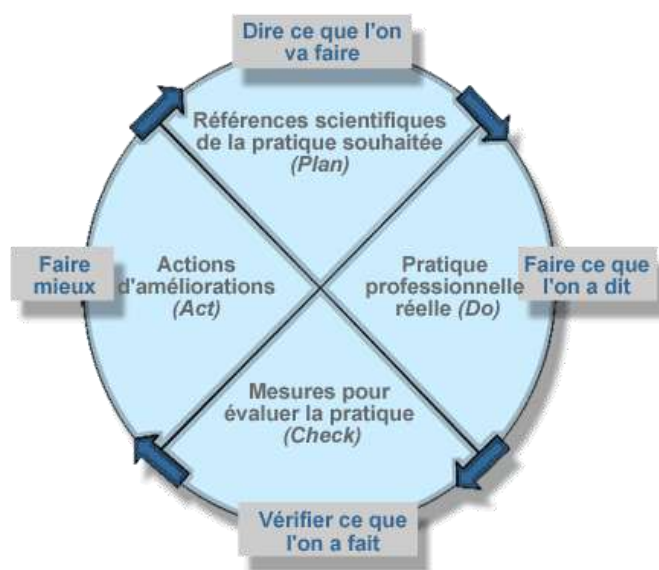 Dire ce que l'on
va faire
Références scientifiques
de la pratique souhaitée
(Plan)
Faire
mieux
Actions
d'améliorations
(Act)
Pratique
professionnelle
réelle (Do)
Faire ce que
l'on a dit
Mesures pour
évaluer la pratique
(Check)
Vérifier ce que
l'on a fait